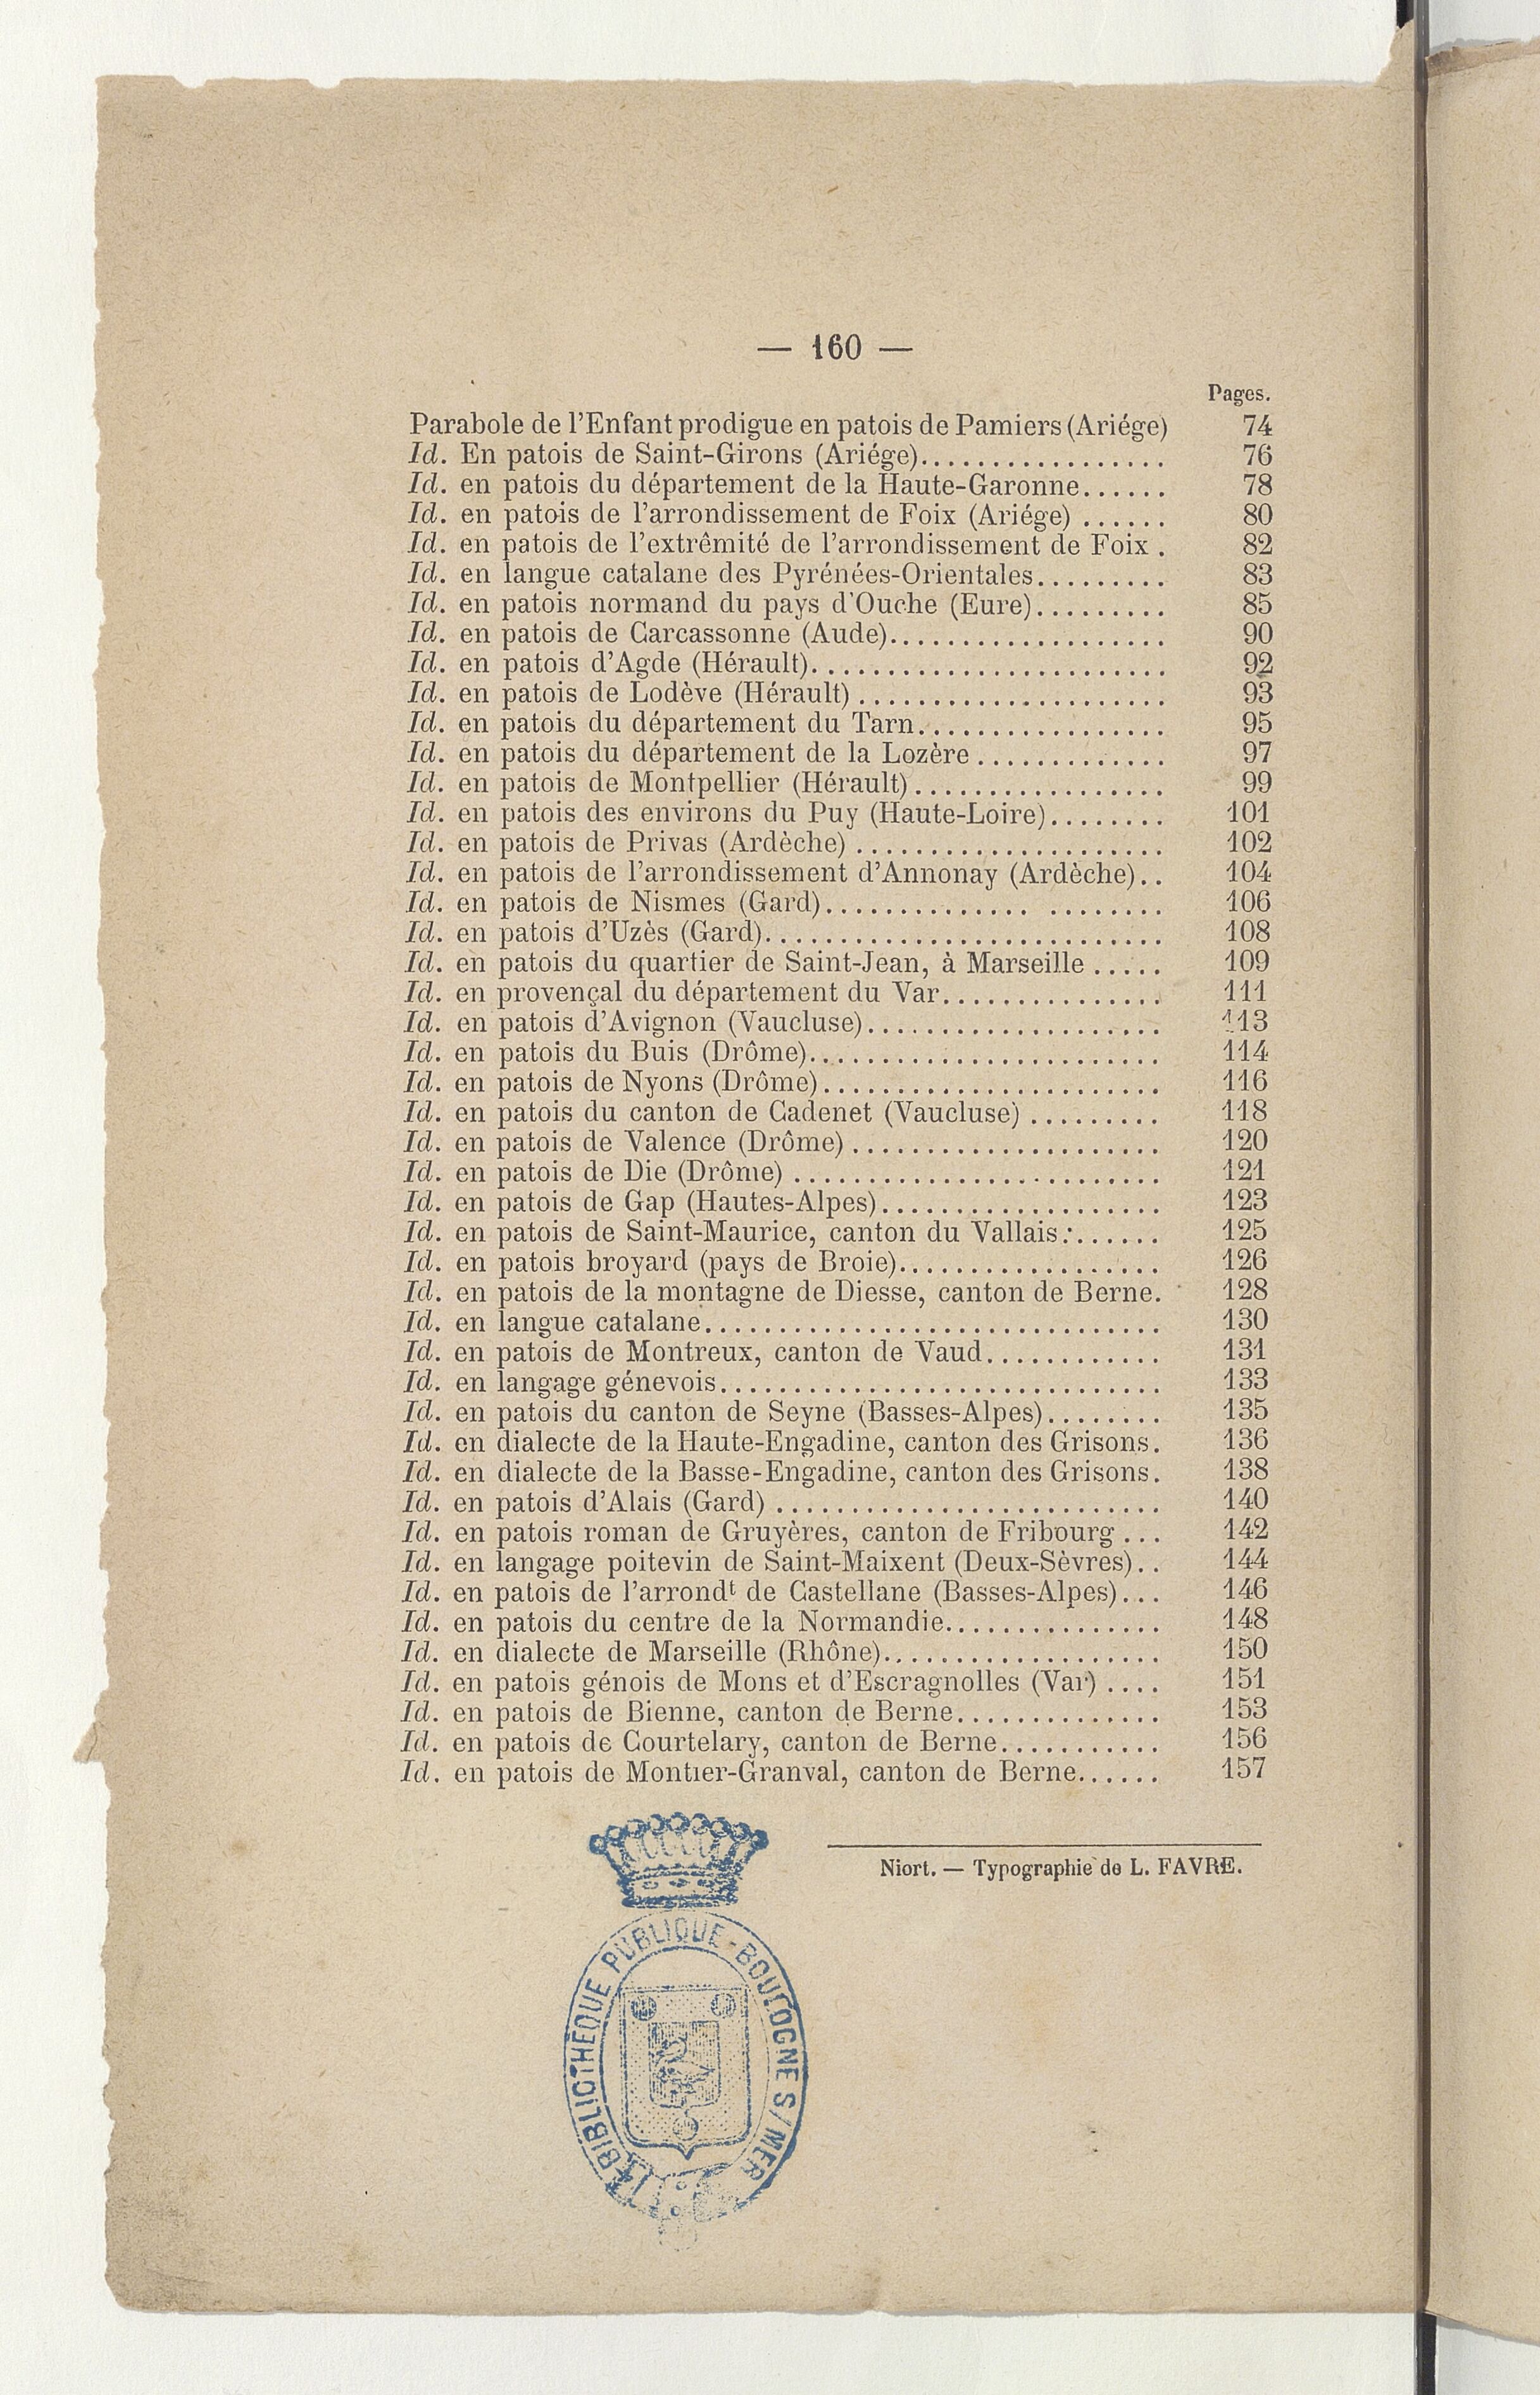 — 160 —
Pages.
Parabole de l'Enfant prodigue en patois de Pamiers (Ariége) 74
Id. En patois de Saint-Girons (Ariége)................. 76
Id. en patois du département de la Haute-Garonne...... 78
Id. en patois de l'arrondissement de Foix (Ariége) ...... 80
Id. en patois de l'extrêmité de l'arrondissement de Foix . 82
Id. en langue catalane des Pyrénées-Orientales......... 83
Id. en patois normand du pays d'Ouche (Eure)......... 85
Id. en patois de Carcassonne (Aude)................... 90
Id. en patois d'Agde (Hérault)........................ 92
Id. en patois de Lodève (Hérault) ..................... 93
Id. en patois du département du Tarn................. 95
Id. en patois du département de la Lozère ............. 97
Id. en patois de Montpellier (Hérault)................. 99
Id. en patois des environs du Puy (Haute-Loire)........ 101
Id. en patois de Privas (Ardèche) ..................... 102
Id. en patois de l'arrondissement d'Annonay (Ardèche).. 104
Id. en patois de Nismes (Gard).............. ........ 106
Id. en patois d'Uzès (Gard)........................... 108
Id. en patois du quartier de Saint-Jean, à Marseille ..... 109
Id. en provençal du département du Var............... 111
Id. en patois d'Avignon (Vaucluse).................... 113
Id. en patois du Buis (Drôme)........................ 114
Id. en patois de Nyons (Drôme)....................... 116
Id. en patois du canton de Cadenet (Vaucluse) ......... 118
Id. en patois de Valence (Drôme) ..................... 120
Id. en patois de Die (Drôme) ......................... 121
Id. en patois de Gap (Hautes-Alpes)................... 123
Id. en patois de Saint-Maurice, canton du Vallais....... 125
Id. en patois broyard (pays de Broie).................. 126
Id. en patois de la montagne de Diesse, canton de Berne. 128
Id. en langue catalane............................... 130
Id. en patois de Montreux, canton de Vaud............ 131
Id. en langage génevois.............................. 133
Id. en patois du canton de Seyne (Basses-Alpes)........ 135
Id. en dialecte de la Haute-Engadine, canton des Grisons. 136
Id. en dialecte de la Basse-Engadine, canton des Grisons. 138
Id. en patois d'Alais (Gard) .......................... 140
Id. en patois roman de Gruyères, canton de Fribourg ... 142
Id. en langage poitevin de Saint-Maixent (Deux-Sèvres).. 144
Id. en patois de l'arrondt de Castellane (Basses-Alpes)... 146
Id. en patois du centre de la Normandie............... 148
Id. en dialecte de Marseille (Rhône)................... 150
Id. en patois génois de Mons et d'Escragnolles (Var) .... 151
Id. en patois de Bienne, canton de Berne.............. 153
Id. en patois de Courtelary, canton de Berne........... 156
Id. en patois de Montier-Granval, canton de Berne...... 157
Niort. — Typographie de L. FAVRE.
BIBLIOTHÈQUE PUBLIQUE - BOULOGNE S/MER